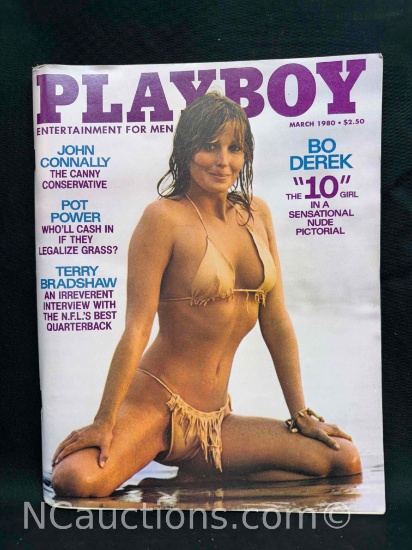 PLAYBOY
ENTERTAINMENT FOR MEN
MARCH 1980 • $2.50
JOHN
CONNALLY
THE CANNY
CONSERVATIVE
POT
POWER
WHO'LL CASH IN
IF THEY
LEGALIZE GRASS?
TERRY
BRADSHAW
AN IRREVERENT
INTERVIEW WITH
THE N.F.L.'S BEST
QUARTERBACK
BO
DEREK
THE "10" GIRL
IN A
SENSATIONAL
NUDE
PICTORIAL
NCauctions.com©